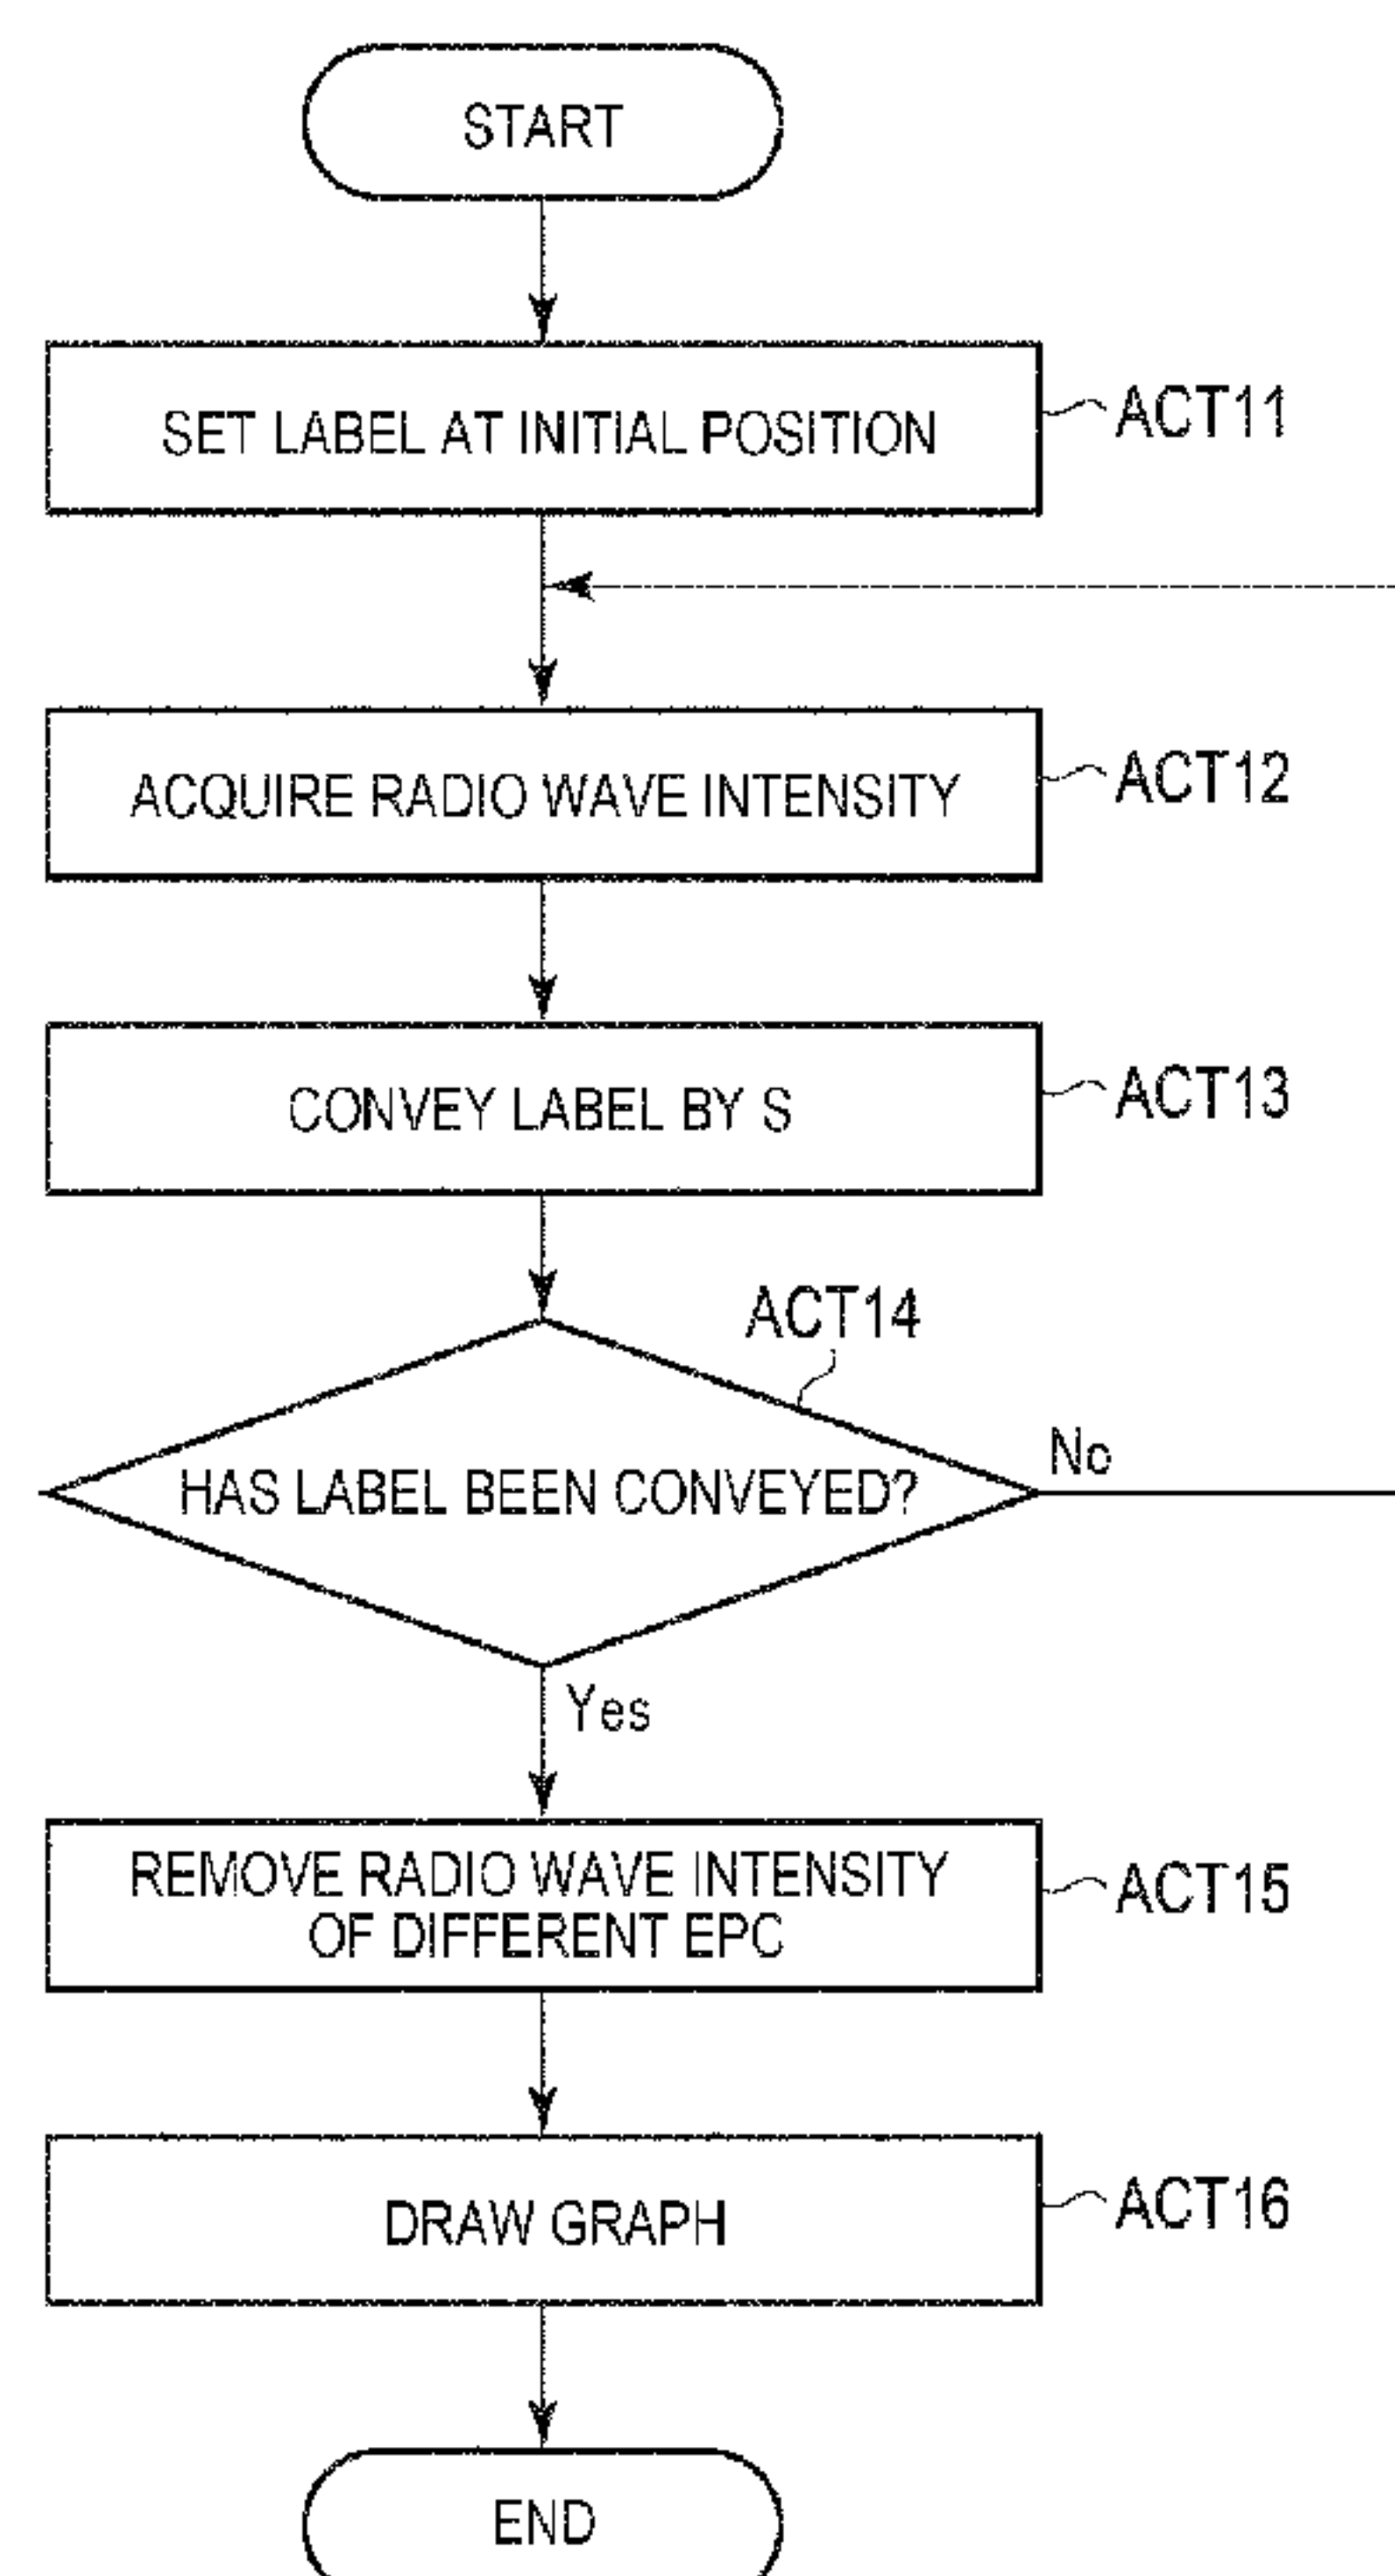 START
SET LABEL AT INITIAL POSITION
ACT11
ACQUIRE RADIO WAVE INTENSITY
ACT12
CONVEY LABEL BY S
ACT13
ACT14
HAS LABEL BEEN CONVEYED?
No
Yes
REMOVE RADIO WAVE INTENSITY
OF DIFFERENT EPC
ACT15
DRAW GRAPH
ACT16
END